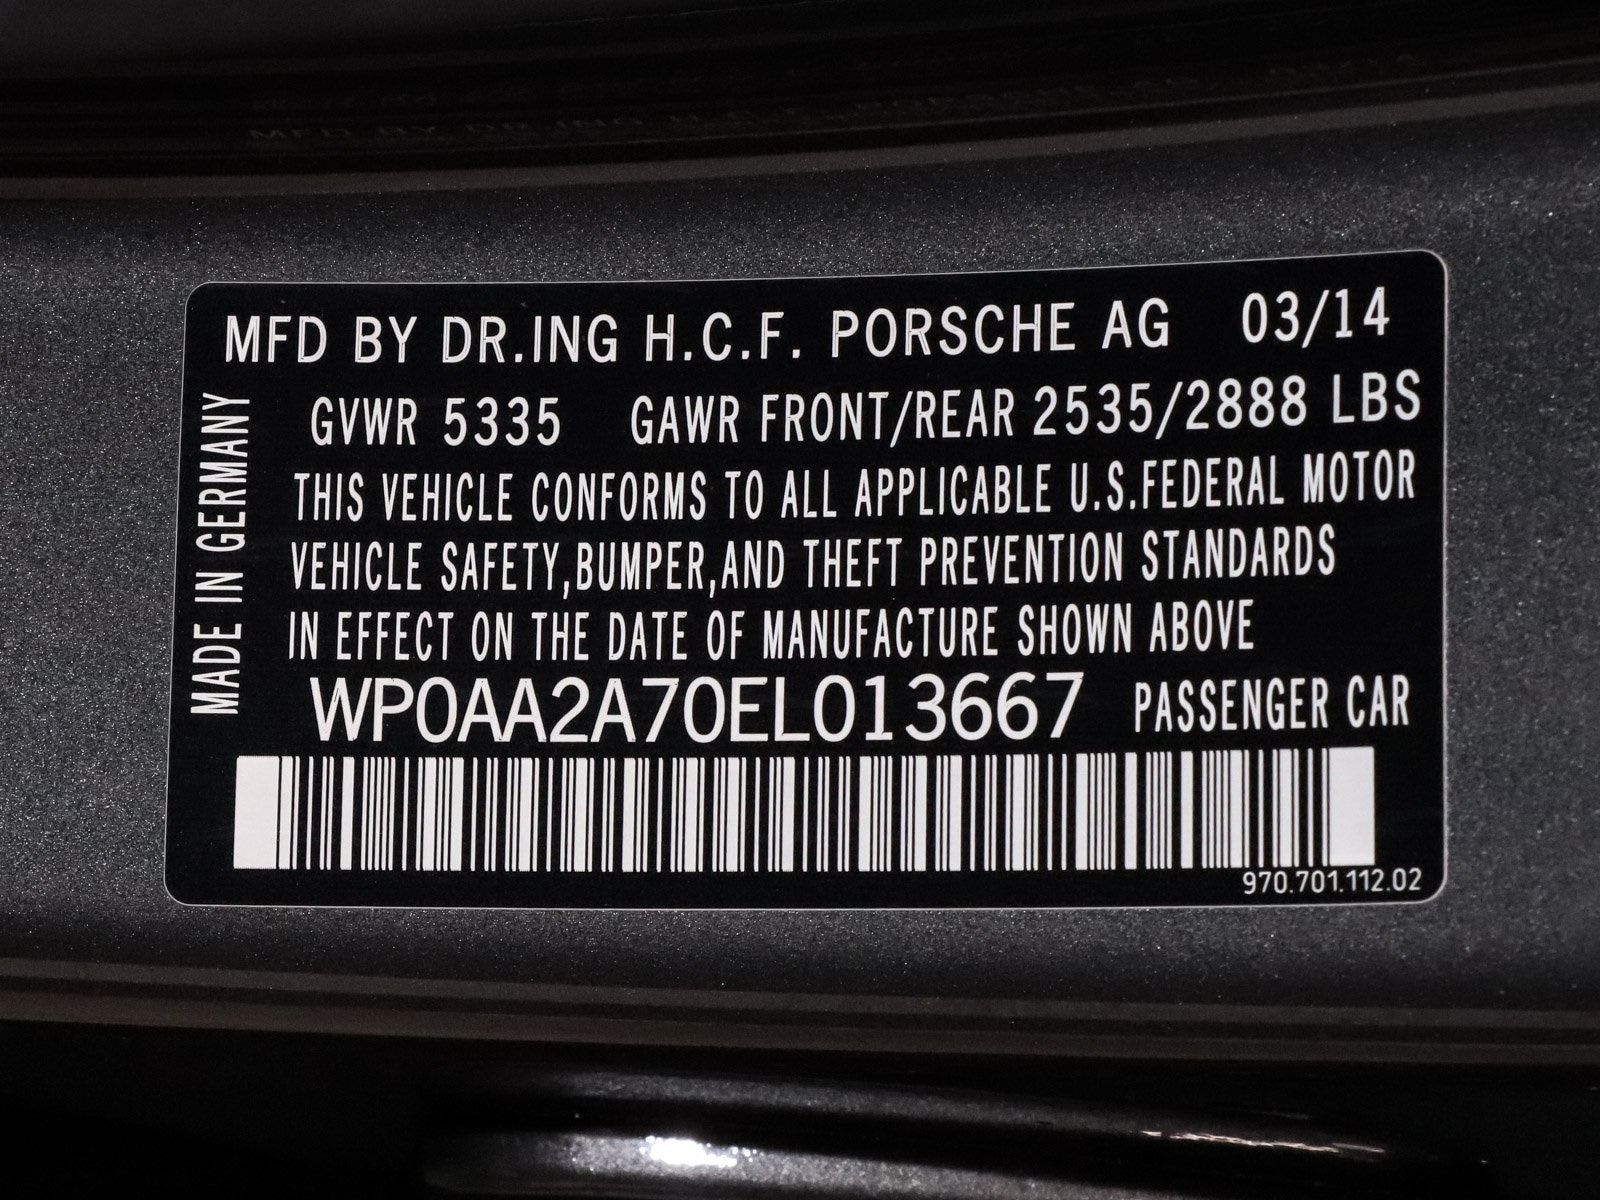 MFD BY DR.ING H.C.F. PORSCHE AG 03/14
GVWR 5335 GAWR FRONT/REAR 2535/2888 LBS
THIS VEHICLE CONFORMS TO ALL APPLICABLE U.S.FEDERAL MOTOR
VEHICLE SAFETY,BUMPER,AND THEFT PREVENTION STANDARDS
IN EFFECT ON THE DATE OF MANUFACTURE SHOWN ABOVE
WP0AA2A70EL013667 PASSENGER CAR
970.701.112.02
MADE IN GERMANY